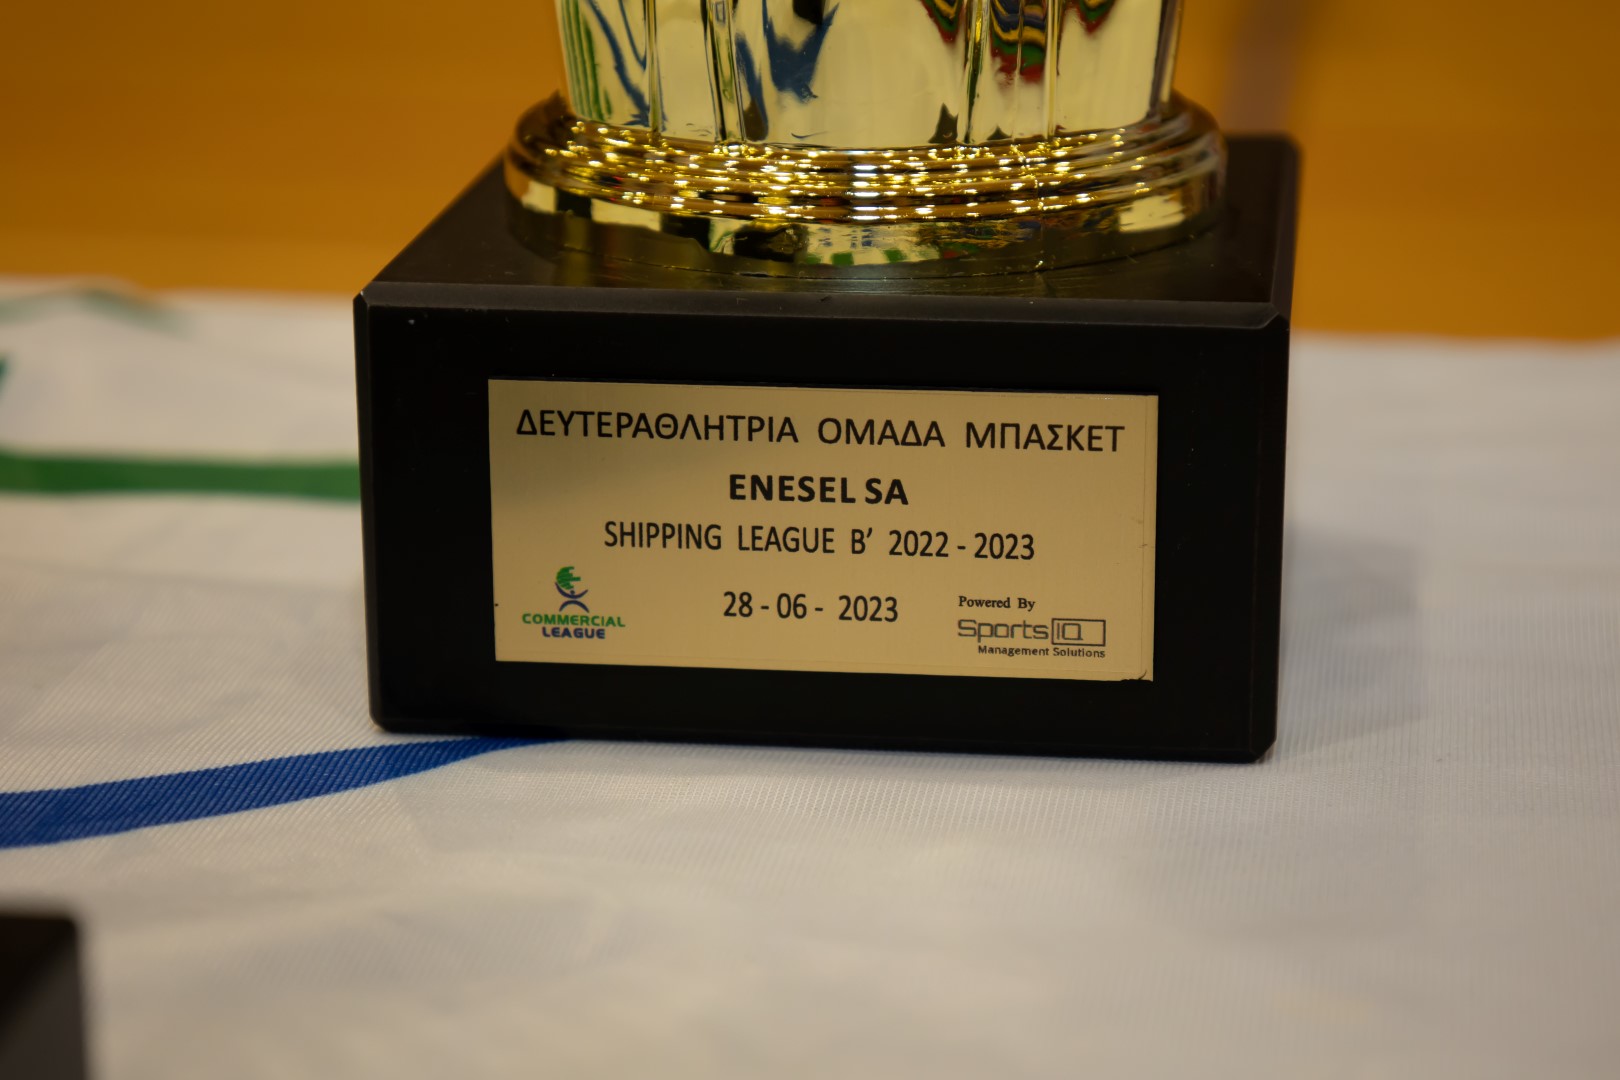 ΔΕΥΤΕΡΑΘΛΗΤΡΙΑ ΟΜΑΔΑ ΜΠΑΣΚΕΤ
ENESEL SA
SHIPPING LEAGUE B’ 2022 - 2023
28 - 06 - 2023
COMMERCIAL
LEAGUE
Powered By
Sports IQ
Management Solutions